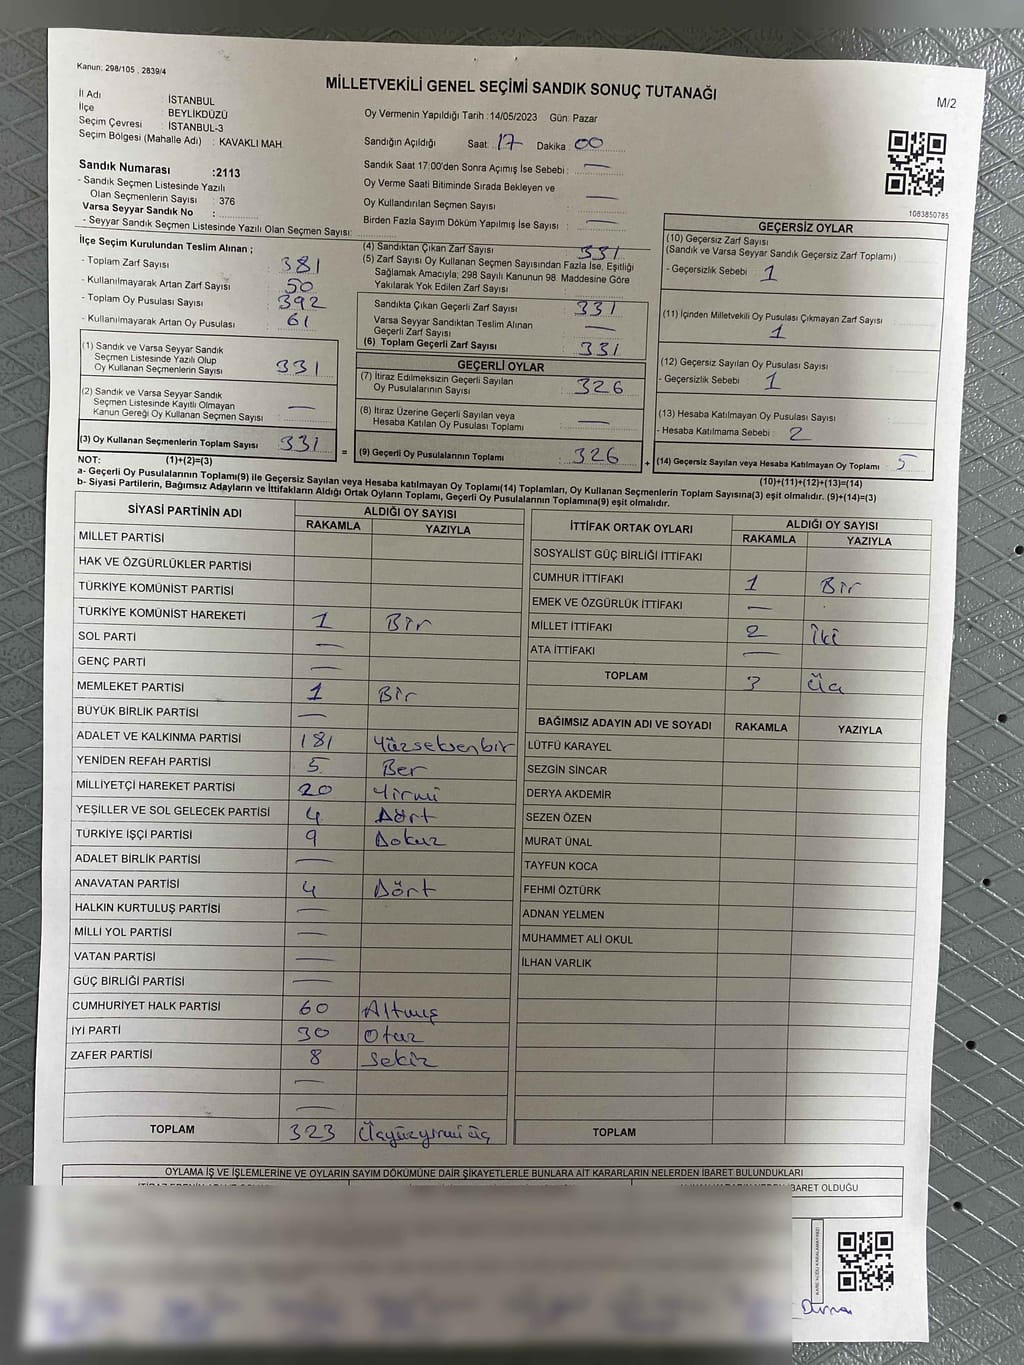 Kanun: 298/105 , 2839/4
MİLLETVEKİLİ GENEL SEÇİMİ SANDIK SONUÇ TUTANAĞI
M/2
İl Adı : İSTANBUL
İlçe : BEYLİKDÜZÜ
Seçim Çevresi : İSTANBUL-3
Seçim Bölgesi (Mahalle Adı) : KAVAKLI MAH.
Sandık Numarası :2113
- Sandık Seçmen Listesinde Yazılı
Olan Seçmenlerin Sayısı : 376
Varsa Seyyar Sandık No :
- Seyyar Sandık Seçmen Listesinde Yazılı Olan Seçmen Sayısı:
Oy Vermenin Yapıldığı Tarih : 14/05/2023 Gün: Pazar
Sandığın Açıldığı Saat: 17 Dakika: 00
Sandık Saat 17:00'den Sonra Açımış İse Sebebi : —
Oy Verme Saati Bitiminde Sırada Bekleyen ve
Oy Kullandırılan Seçmen Sayısı : —
Birden Fazla Sayım Döküm Yapılmış İse Sayısı : —
1083850785
İlçe Seçim Kurulundan Teslim Alınan ;
- Toplam Zarf Sayısı : 381
- Kullanılmayarak Artan Zarf Sayısı : 50
- Toplam Oy Pusulası Sayısı : 392
- Kullanılmayarak Artan Oy Pusulası : 61
(1) Sandık ve Varsa Seyyar Sandık
Seçmen Listesinde Yazılı Olup
Oy Kullanan Seçmenlerin Sayısı : 331
(2) Sandık ve Varsa Seyyar Sandık
Seçmen Listesinde Kayıtlı Olmayan
Kanun Gereği Oy Kullanan Seçmen Sayısı : —
(3) Oy Kullanan Seçmenlerin Toplam Sayısı : 331 =
(4) Sandıktan Çıkan Zarf Sayısı : 331
(5) Zarf Sayısı Oy Kullanan Seçmen Sayısından Fazla İse, Eşitliği
Sağlamak Amacıyla; 298 Sayılı Kanunun 98. Maddesine Göre
Yakılarak Yok Edilen Zarf Sayısı :
Sandıkta Çıkan Geçerli Zarf Sayısı : 331
Varsa Seyyar Sandıktan Teslim Alınan
Geçerli Zarf Sayısı : —
(6) Toplam Geçerli Zarf Sayısı : 331
GEÇERLİ OYLAR
(7) İtiraz Edilmeksizin Geçerli Sayılan
Oy Pusulalarının Sayısı : 326
(8) İtiraz Üzerine Geçerli Sayılan veya
Hesaba Katılan Oy Pusulası Toplamı : —
(9) Geçerli Oy Pusulalarının Toplamı : 326 +
GEÇERSİZ OYLAR
(10) Geçersiz Zarf Sayısı
(Sandık ve Varsa Seyyar Sandık Geçersiz Zarf Toplamı) :
- Geçersizlik Sebebi : 1
(11) İçinden Milletvekili Oy Pusulası Çıkmayan Zarf Sayısı :
1
(12) Geçersiz Sayılan Oy Pusulası Sayısı :
- Geçersizlik Sebebi : 1
(13) Hesaba Katılmayan Oy Pusulası Sayısı :
- Hesaba Katılmama Sebebi : 2
(14) Geçersiz Sayılan veya Hesaba Katılmayan Oy Toplamı : 5
NOT: (1)+(2)=(3)
(10)+(11)+(12)+(13)=(14)
a- Geçerli Oy Pusulalarının Toplamı(9) ile Geçersiz Sayılan veya Hesaba katılmayan Oy Toplamı(14) Toplamları, Oy Kullanan Seçmenlerin Toplam Sayısına(3) eşit olmalıdır. (9)+(14)=(3)
b- Siyasi Partilerin, Bağımsız Adayların ve İttifakların Aldığı Ortak Oyların Toplamı, Geçerli Oy Pusulalarının Toplamına(9) eşit olmalıdır.
SİYASİ PARTİNİN ADI ALDIĞI OY SAYISI
RAKAMLA YAZIYLA
MİLLET PARTİSİ
HAK VE ÖZGÜRLÜKLER PARTİSİ
TÜRKİYE KOMÜNİST PARTİSİ
TÜRKİYE KOMÜNİST HAREKETİ 1 Bir
SOL PARTİ —
GENÇ PARTİ —
MEMLEKET PARTİSİ 1 Bir
BÜYÜK BİRLİK PARTİSİ —
ADALET VE KALKINMA PARTİSİ 181 Yüzseksenbir
YENİDEN REFAH PARTİSİ 5 Beş
MİLLİYETÇİ HAREKET PARTİSİ 20 Yirmi
YEŞİLLER VE SOL GELECEK PARTİSİ 4 Dört
TÜRKİYE İŞÇİ PARTİSİ 9 Dokuz
ADALET BİRLİK PARTİSİ —
ANAVATAN PARTİSİ 4 Dört
HALKIN KURTULUŞ PARTİSİ —
MİLLİ YOL PARTİSİ —
VATAN PARTİSİ —
GÜÇ BİRLİĞİ PARTİSİ —
CUMHURİYET HALK PARTİSİ 60 Altmış
İYİ PARTİ 30 Otuz
ZAFER PARTİSİ 8 Sekiz
—
—
TOPLAM 323 Üçyüzyirmiüç
İTTİFAK ORTAK OYLARI ALDIĞI OY SAYISI
RAKAMLA YAZIYLA
SOSYALİST GÜÇ BİRLİĞİ İTTİFAKI
CUMHUR İTTİFAKI 1 Bir
EMEK VE ÖZGÜRLÜK İTTİFAKI —
MİLLET İTTİFAKI 2 İki
ATA İTTİFAKI —
TOPLAM 3 Üç
BAĞIMSIZ ADAYIN ADI VE SOYADI RAKAMLA YAZIYLA
LÜTFÜ KARAYEL
SEZGİN SİNCAR
DERYA AKDEMİR
SEZEN ÖZEN
MURAT ÜNAL
TAYFUN KOCA
FEHMİ ÖZTÜRK
ADNAN YELMEN
MUHAMMET ALİ OKUL
İLHAN VARLIK
TOPLAM
OYLAMA İŞ VE İŞLEMLERİNE VE OYLARIN SAYIM DÖKÜMÜNE DAİR ŞİKAYETLERLE BUNLARA AİT KARARLARIN NELERDEN İBARET BULUNDUKLARI
BARET OLDUĞU